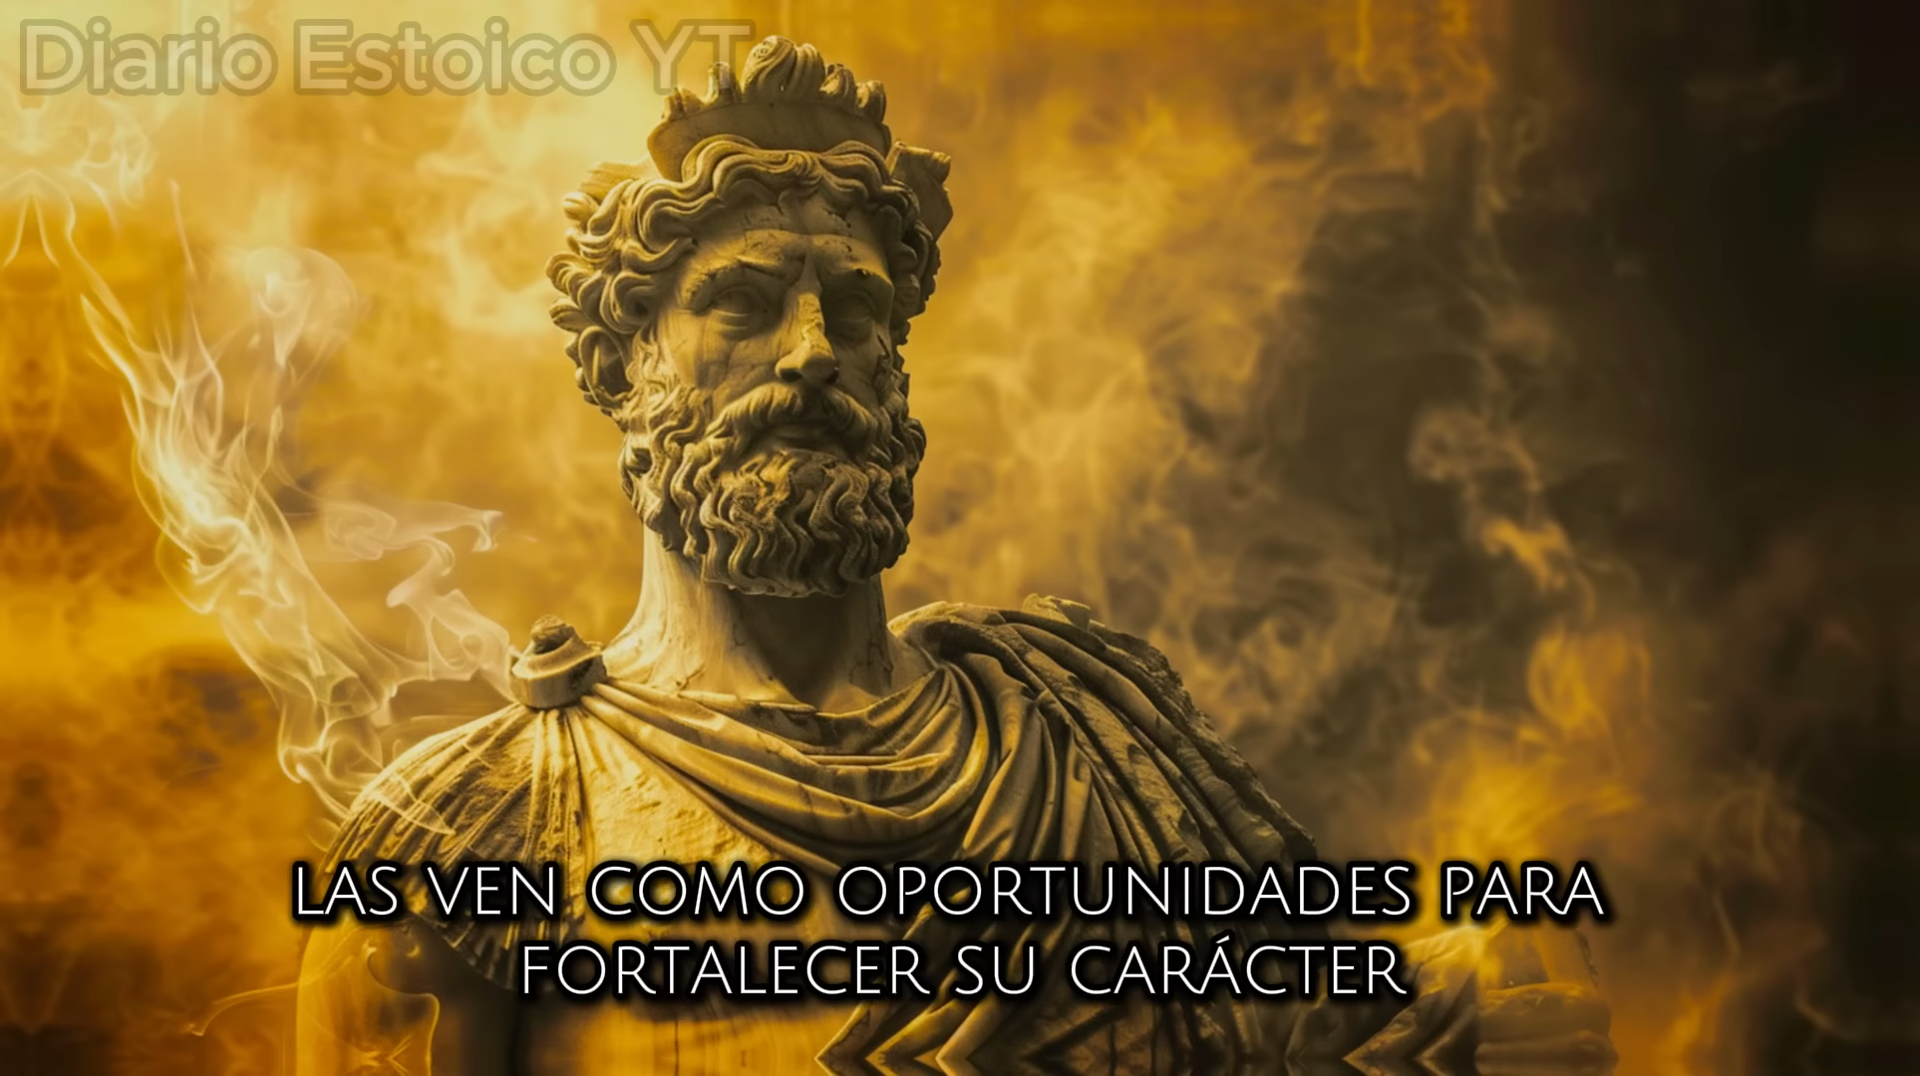 Diario Estoico YT
LAS VEN COMO OPORTUNIDADES PARA
FORTALECER SU CARÁCTER